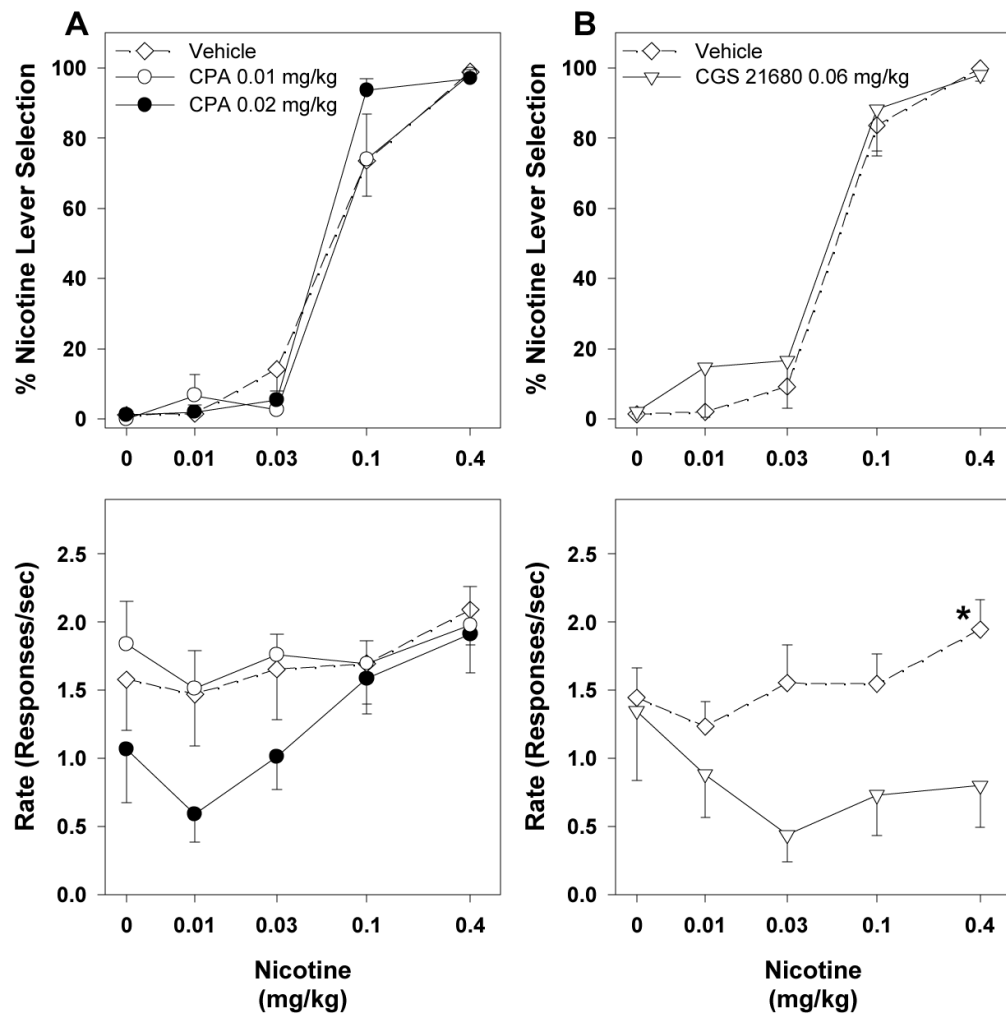 A
Vehicle
CPA 0.01 mg/kg
CPA 0.02 mg/kg
% Nicotine Lever Selection
100
80
60
40
20
0
0 0.01 0.03 0.1 0.4
B
Vehicle
CGS 21680 0.06 mg/kg
% Nicotine Lever Selection
100
80
60
40
20
0
0 0.01 0.03 0.1 0.4
Rate (Responses/sec)
2.5
2.0
1.5
1.0
0.5
0.0
0 0.01 0.03 0.1 0.4
Nicotine
(mg/kg)
Rate (Responses/sec)
2.5
2.0
1.5
1.0
0.5
0.0
*
0 0.01 0.03 0.1 0.4
Nicotine
(mg/kg)